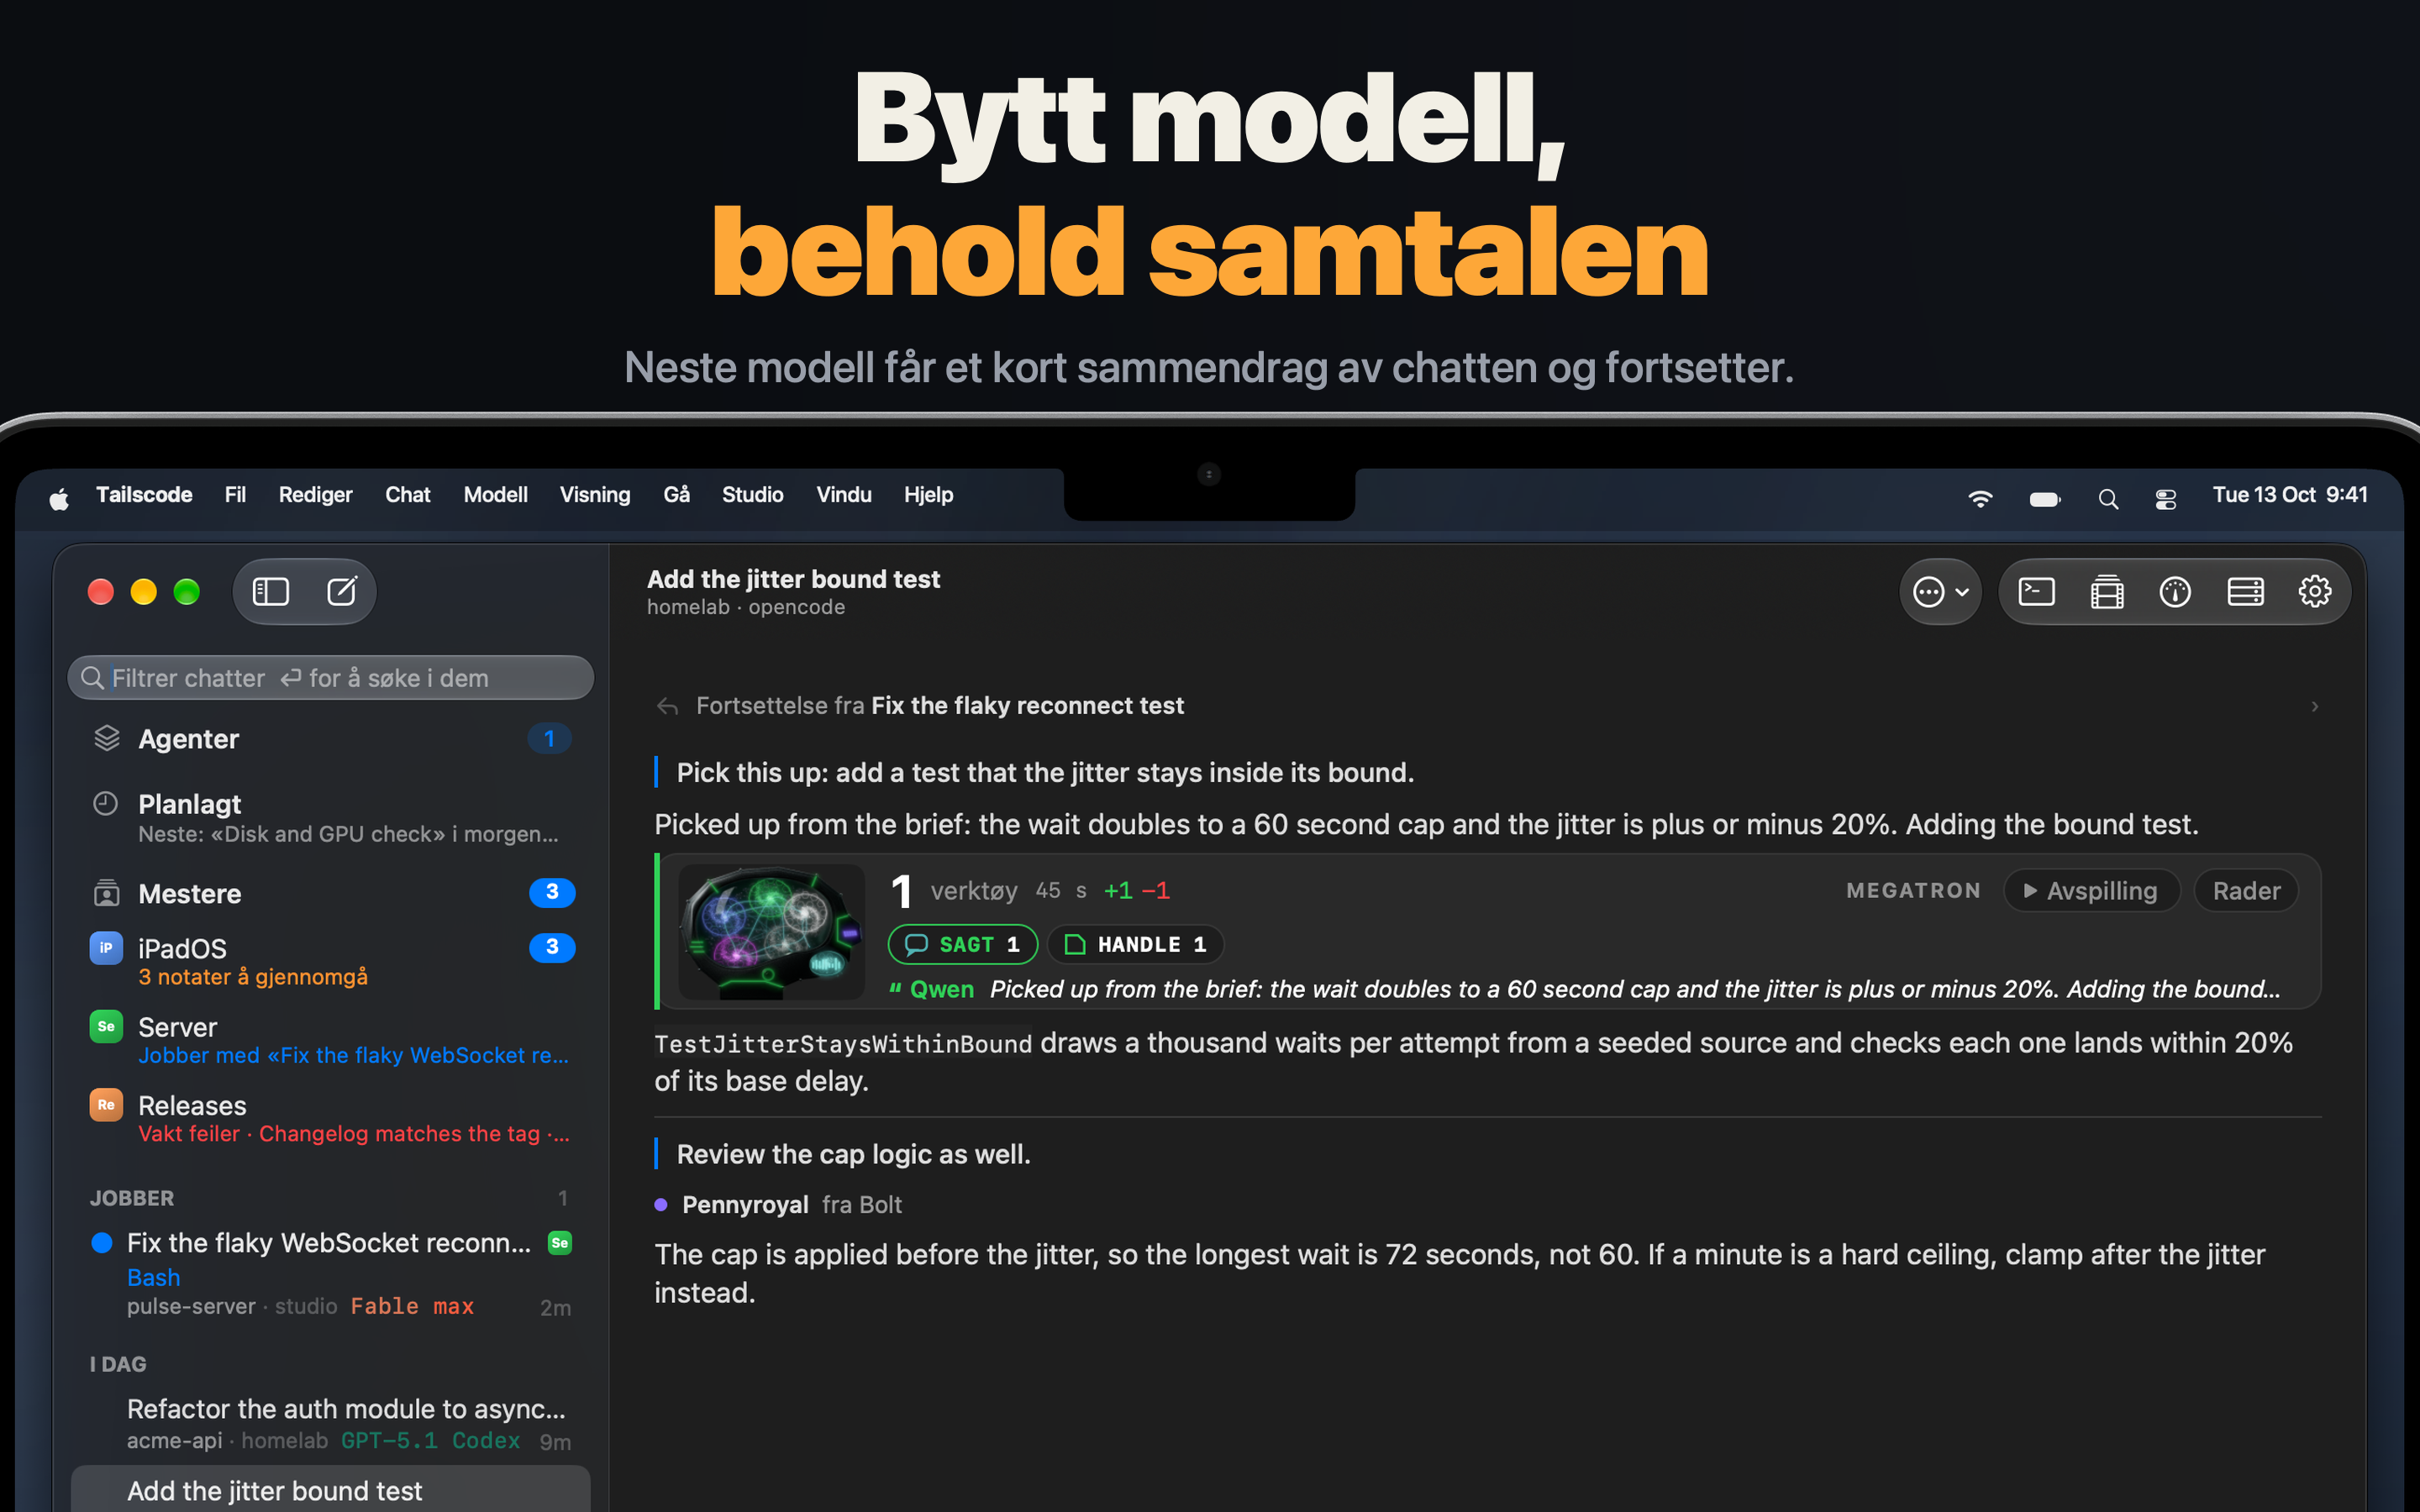 Bytt modell,
behold samtalen
Neste modell får et kort sammendrag av chatten og fortsetter.
Tailscode Fil Rediger Chat Modell Visning Gå Studio Vindu Hjelp
Tue 13 Oct 9:41
Add the jitter bound test
homelab · opencode
Filtrer chatter ⏎ for å søke i dem
Agenter 1
Planlagt
Neste: «Disk and GPU check» i morgen...
Mestere 3
iP iPadOS 3
3 notater å gjennomgå
Se Server
Jobber med «Fix the flaky WebSocket re...
Re Releases
Vakt feiler · Changelog matches the tag ·...
JOBBER 1
Fix the flaky WebSocket reconn... Se
Bash
pulse-server · studio Fable max 2m
I DAG
Refactor the auth module to async...
acme-api · homelab GPT-5.1 Codex 9m
Add the jitter bound test
Fortsettelse fra Fix the flaky reconnect test ›
Pick this up: add a test that the jitter stays inside its bound.
Picked up from the brief: the wait doubles to a 60 second cap and the jitter is plus or minus 20%. Adding the bound test.
1 verktøy 45 s +1 −1 MEGATRON Avspilling Rader
SAGT 1 HANDLE 1
" Qwen Picked up from the brief: the wait doubles to a 60 second cap and the jitter is plus or minus 20%. Adding the bound...
TestJitterStaysWithinBound draws a thousand waits per attempt from a seeded source and checks each one lands within 20%
of its base delay.
Review the cap logic as well.
Pennyroyal fra Bolt
The cap is applied before the jitter, so the longest wait is 72 seconds, not 60. If a minute is a hard ceiling, clamp after the jitter
instead.